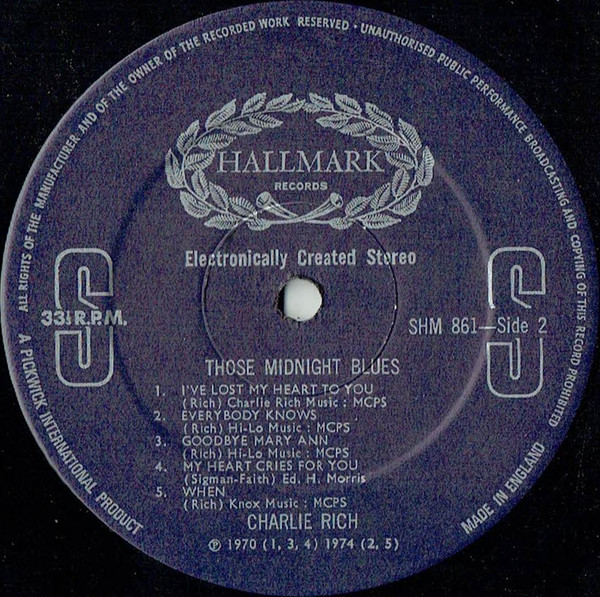 ALL RIGHTS OF THE MANUFACTURER AND OF THE OWNER OF THE RECORDED WORK RESERVED · UNAUTHORISED PUBLIC PERFORMANCE BROADCASTING AND COPYING OF THIS RECORD PROHIBITED
HALLMARK
RECORDS
Electronically Created Stereo
S S
33⅓ R.P.M.
SHM 861—Side 2
THOSE MIDNIGHT BLUES
1. I'VE LOST MY HEART TO YOU
(Rich) Charlie Rich Music : MCPS
2. EVERYBODY KNOWS
(Rich) Hi-Lo Music : MCPS
3. GOODBYE MARY ANN
(Rich) Hi-Lo Music : MCPS
4. MY HEART CRIES FOR YOU
(Sigman-Faith) Ed. H. Morris
5. WHEN
(Rich) Knox Music : MCPS
CHARLIE RICH
℗ 1970 (1, 3, 4) 1974 (2, 5)
A PICKWICK INTERNATIONAL PRODUCT
MADE IN ENGLAND